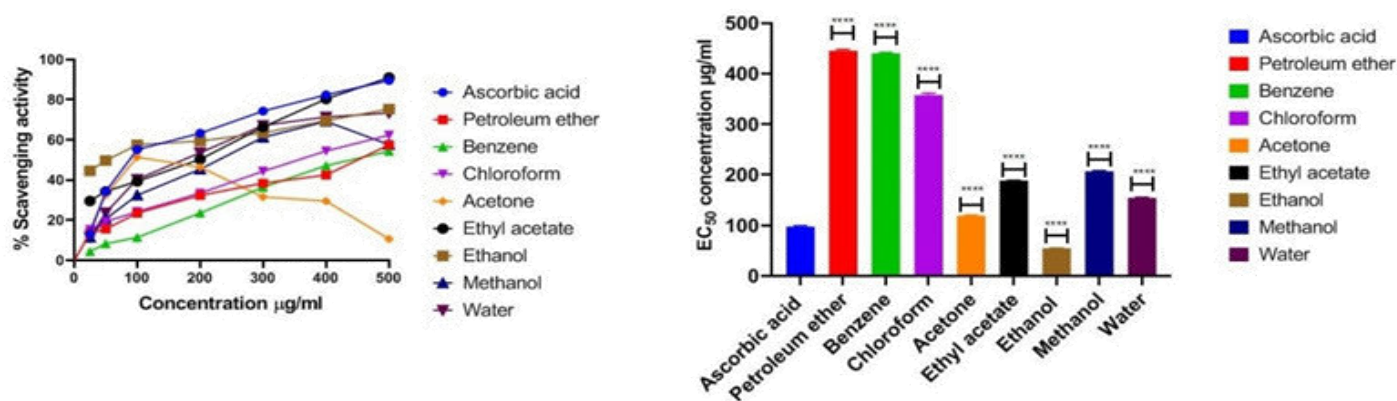 100
80
60
40
20
0
% Scavenging activity
0 100 200 300 400 500
Concentration μg/ml
Ascorbic acid
Petroleum ether
Benzene
Chloroform
Acetone
Ethyl acetate
Ethanol
Methanol
Water
500
400
300
200
100
0
EC50 concentration μg/ml
**** **** **** **** **** **** **** ****
Ascorbic acid
Petroleum ether
Benzene
Chloroform
Acetone
Ethyl acetate
Ethanol
Methanol
Water
Ascorbic acid
Petroleum ether
Benzene
Chloroform
Acetone
Ethyl acetate
Ethanol
Methanol
Water